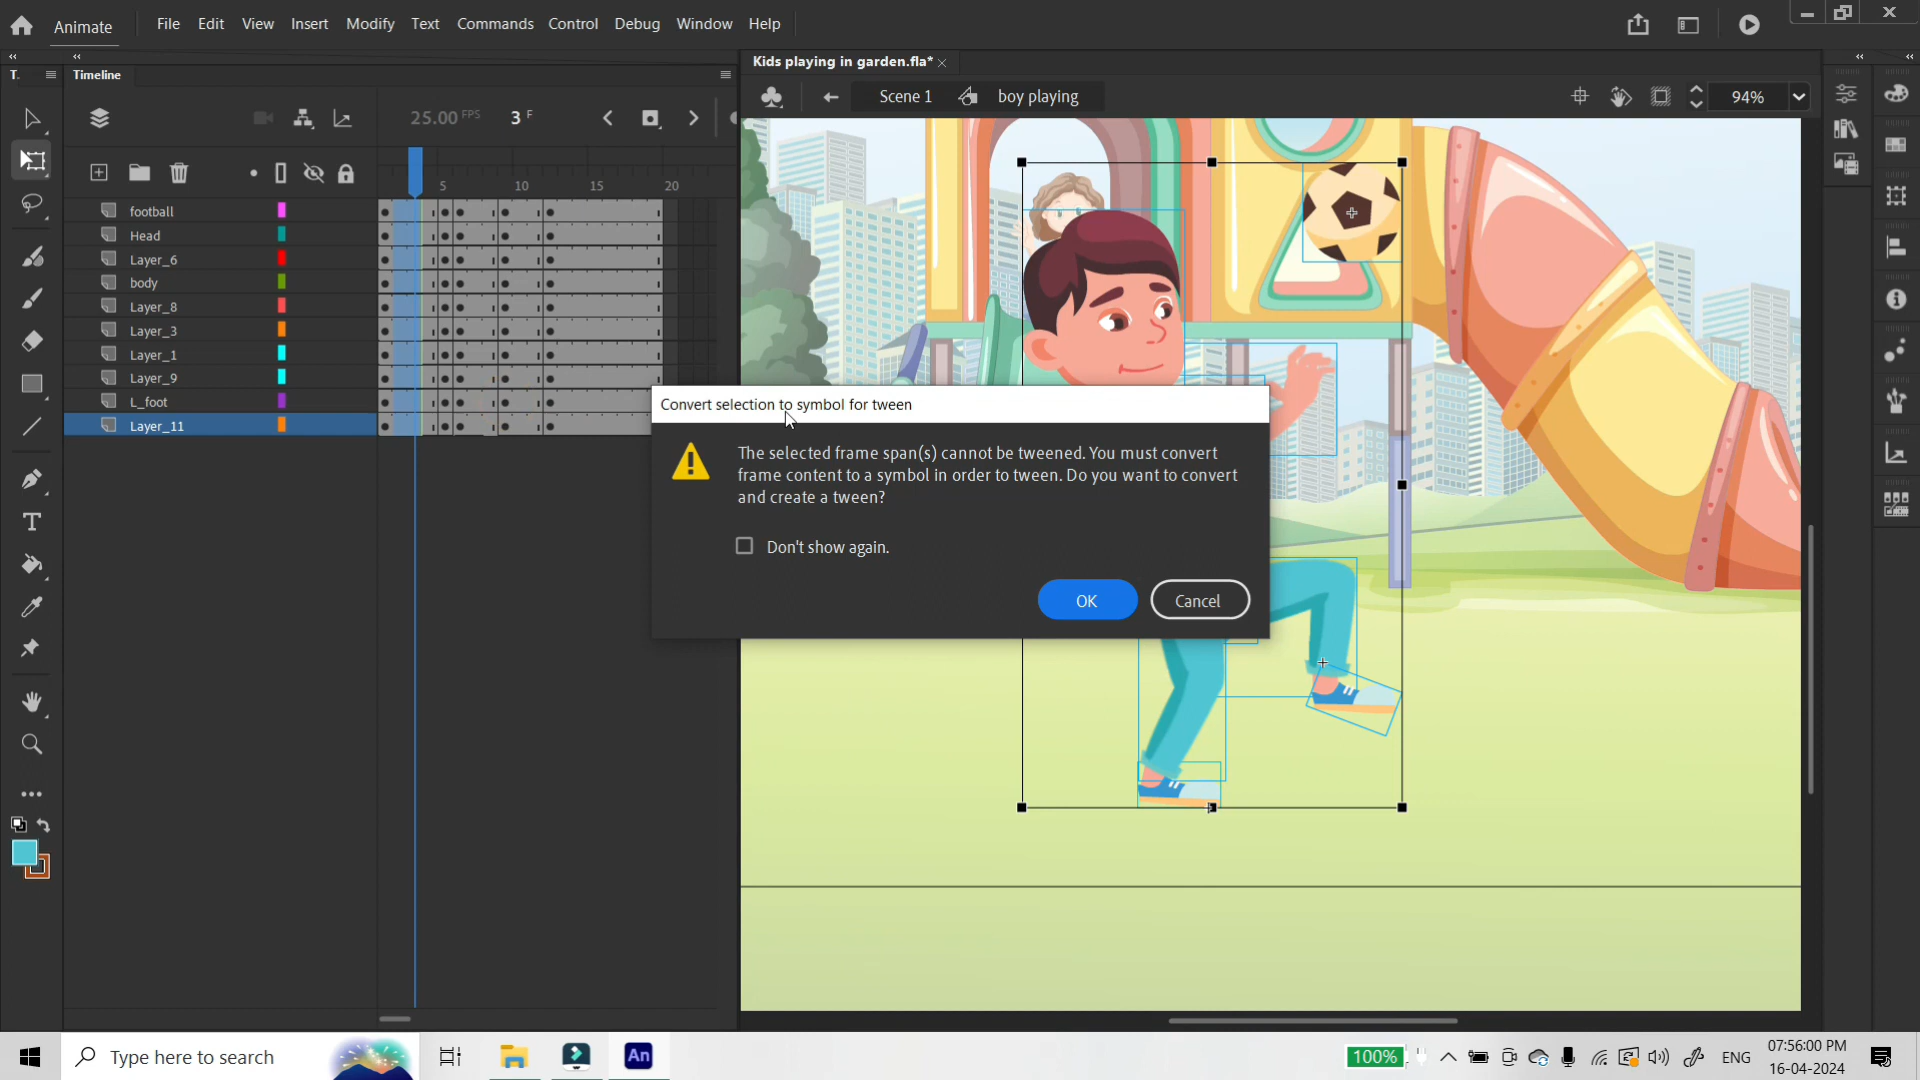 Animate
File Edit View Insert Modify Text Commands Control Debug Window Help
T.
Timeline
Kids playing in garden.fla*
Scene 1
boy playing
94%
25.00 FPS
3 F
5 10 15 20
football
Head
Layer_6
body
Layer_8
Layer_3
Layer_1
Layer_9
L_foot
Layer_11
Convert selection to symbol for tween
The selected frame span(s) cannot be tweened. You must convert
frame content to a symbol in order to tween. Do you want to convert
and create a tween?
Don't show again.
OK
Cancel
Type here to search
An
100%
ENG
07:56:00 PM
16-04-2024